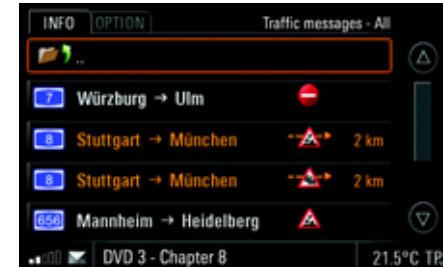 INFO OPTION Traffic messages - All
..
7 Würzburg → Ulm
8 Stuttgart → München 2 km
8 Stuttgart → München 2 km
656 Mannheim → Heidelberg
DVD 3 - Chapter 8 21.5°C TP